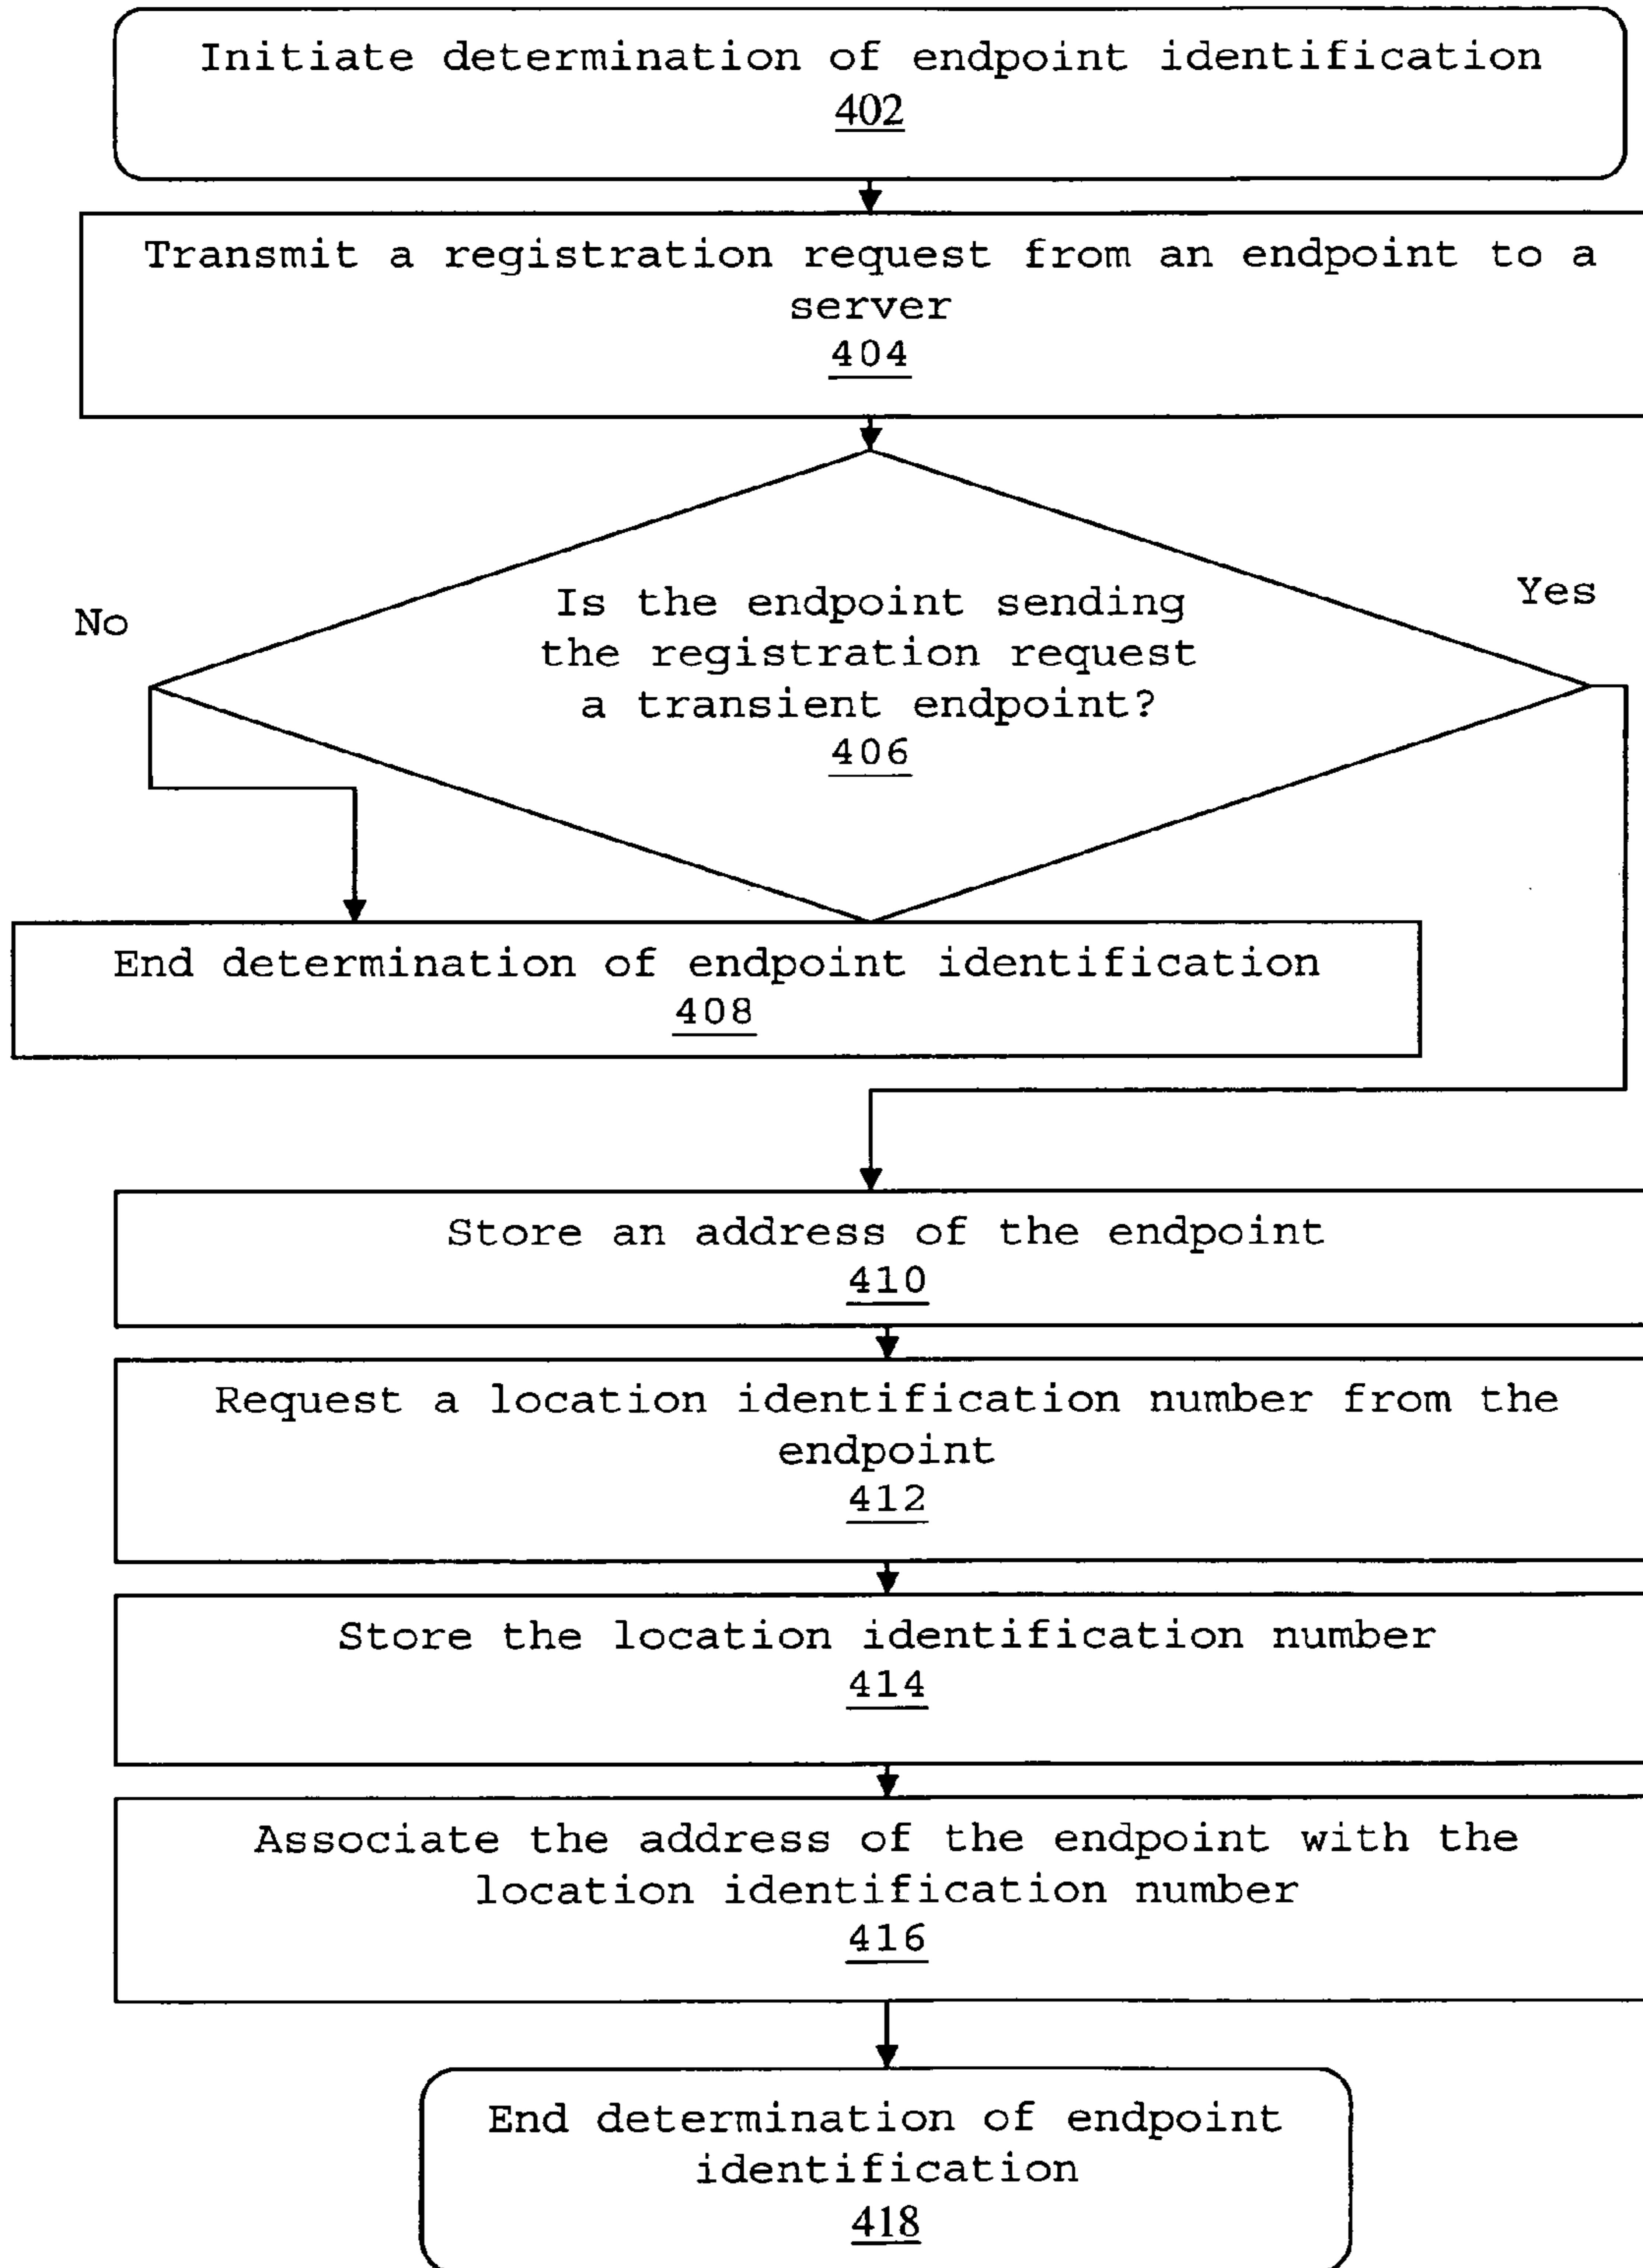 Initiate determination of endpoint identification
402
Transmit a registration request from an endpoint to a
server
404
No
Yes
Is the endpoint sending
the registration request
a transient endpoint?
406
End determination of endpoint identification
408
Store an address of the endpoint
410
Request a location identification number from the
endpoint
412
Store the location identification number
414
Associate the address of the endpoint with the
location identification number
416
End determination of endpoint
identification
418